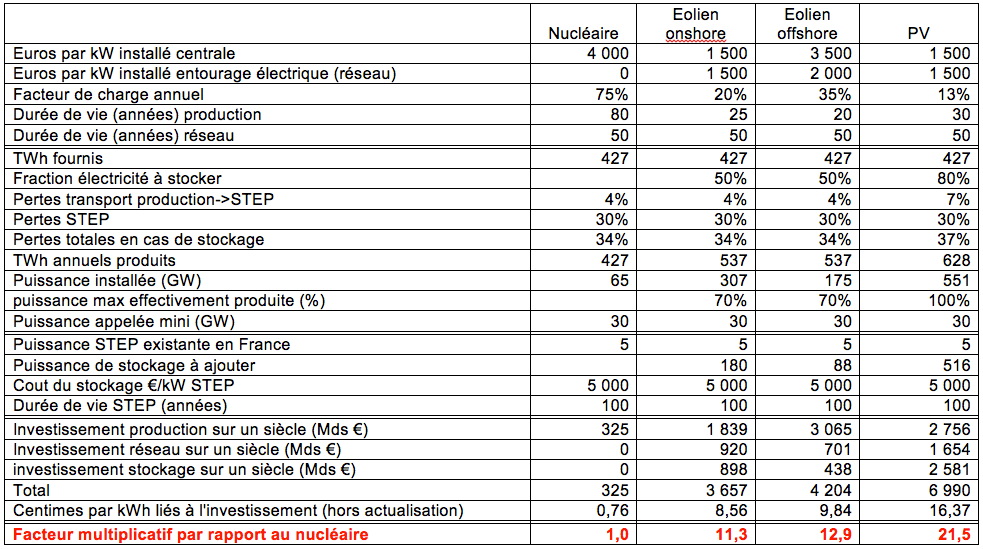 Nucléaire Eolien onshore Eolien offshore PV
Euros par kW installé centrale 4 000 1 500 3 500 1 500
Euros par kW installé entourage électrique (réseau) 0 1 500 2 000 1 500
Facteur de charge annuel 75% 20% 35% 13%
Durée de vie (années) production 80 25 20 30
Durée de vie (années) réseau 50 50 50 50
TWh fournis 427 427 427 427
Fraction électricité à stocker 50% 50% 80%
Pertes transport production->STEP 4% 4% 4% 7%
Pertes STEP 30% 30% 30% 30%
Pertes totales en cas de stockage 34% 34% 34% 37%
TWh annuels produits 427 537 537 628
Puissance installée (GW) 65 307 175 551
puissance max effectivement produite (%) 70% 70% 100%
Puissance appelée mini (GW) 30 30 30 30
Puissance STEP existante en France 5 5 5 5
Puissance de stockage à ajouter 180 88 516
Cout du stockage €/kW STEP 5 000 5 000 5 000 5 000
Durée de vie STEP (années) 100 100 100 100
Investissement production sur un siècle (Mds €) 325 1 839 3 065 2 756
Investissement réseau sur un siècle (Mds €) 0 920 701 1 654
investissement stockage sur un siècle (Mds €) 0 898 438 2 581
Total 325 3 657 4 204 6 990
Centimes par kWh liés à l'investissement (hors actualisation) 0,76 8,56 9,84 16,37
Facteur multiplicatif par rapport au nucléaire 1,0 11,3 12,9 21,5